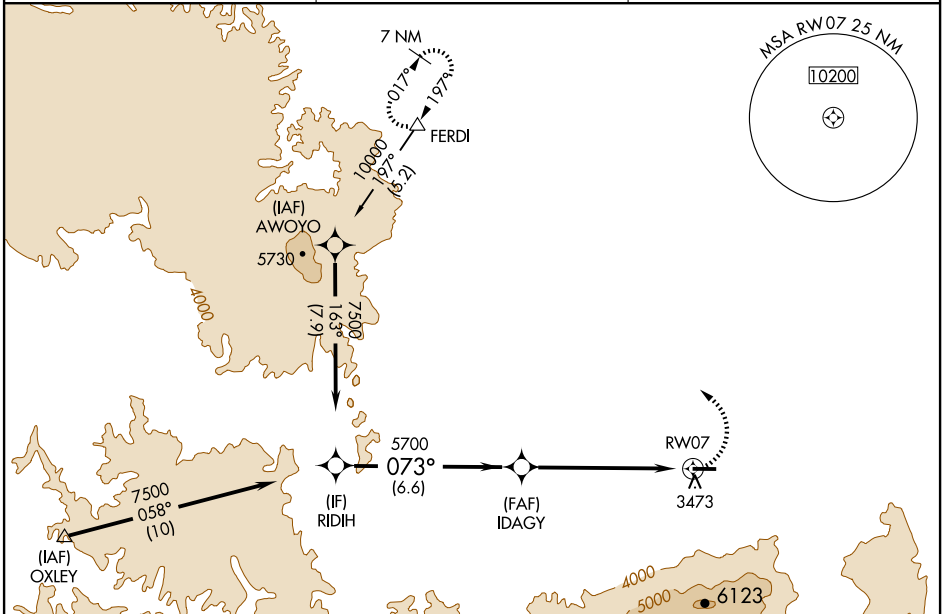 7 NM
017°
197°
FERDI
MSA RW07 25 NM
10200
10000
197°
(5.2)
(IAF)
AWOYO
5730
4000
7500
163°
(7.9)
5700
073°
(6.6)
(IF)
RIDIH
(FAF)
IDAGY
RW07
3473
7500
058°
(10)
(IAF)
OXLEY
4000
5000
6123